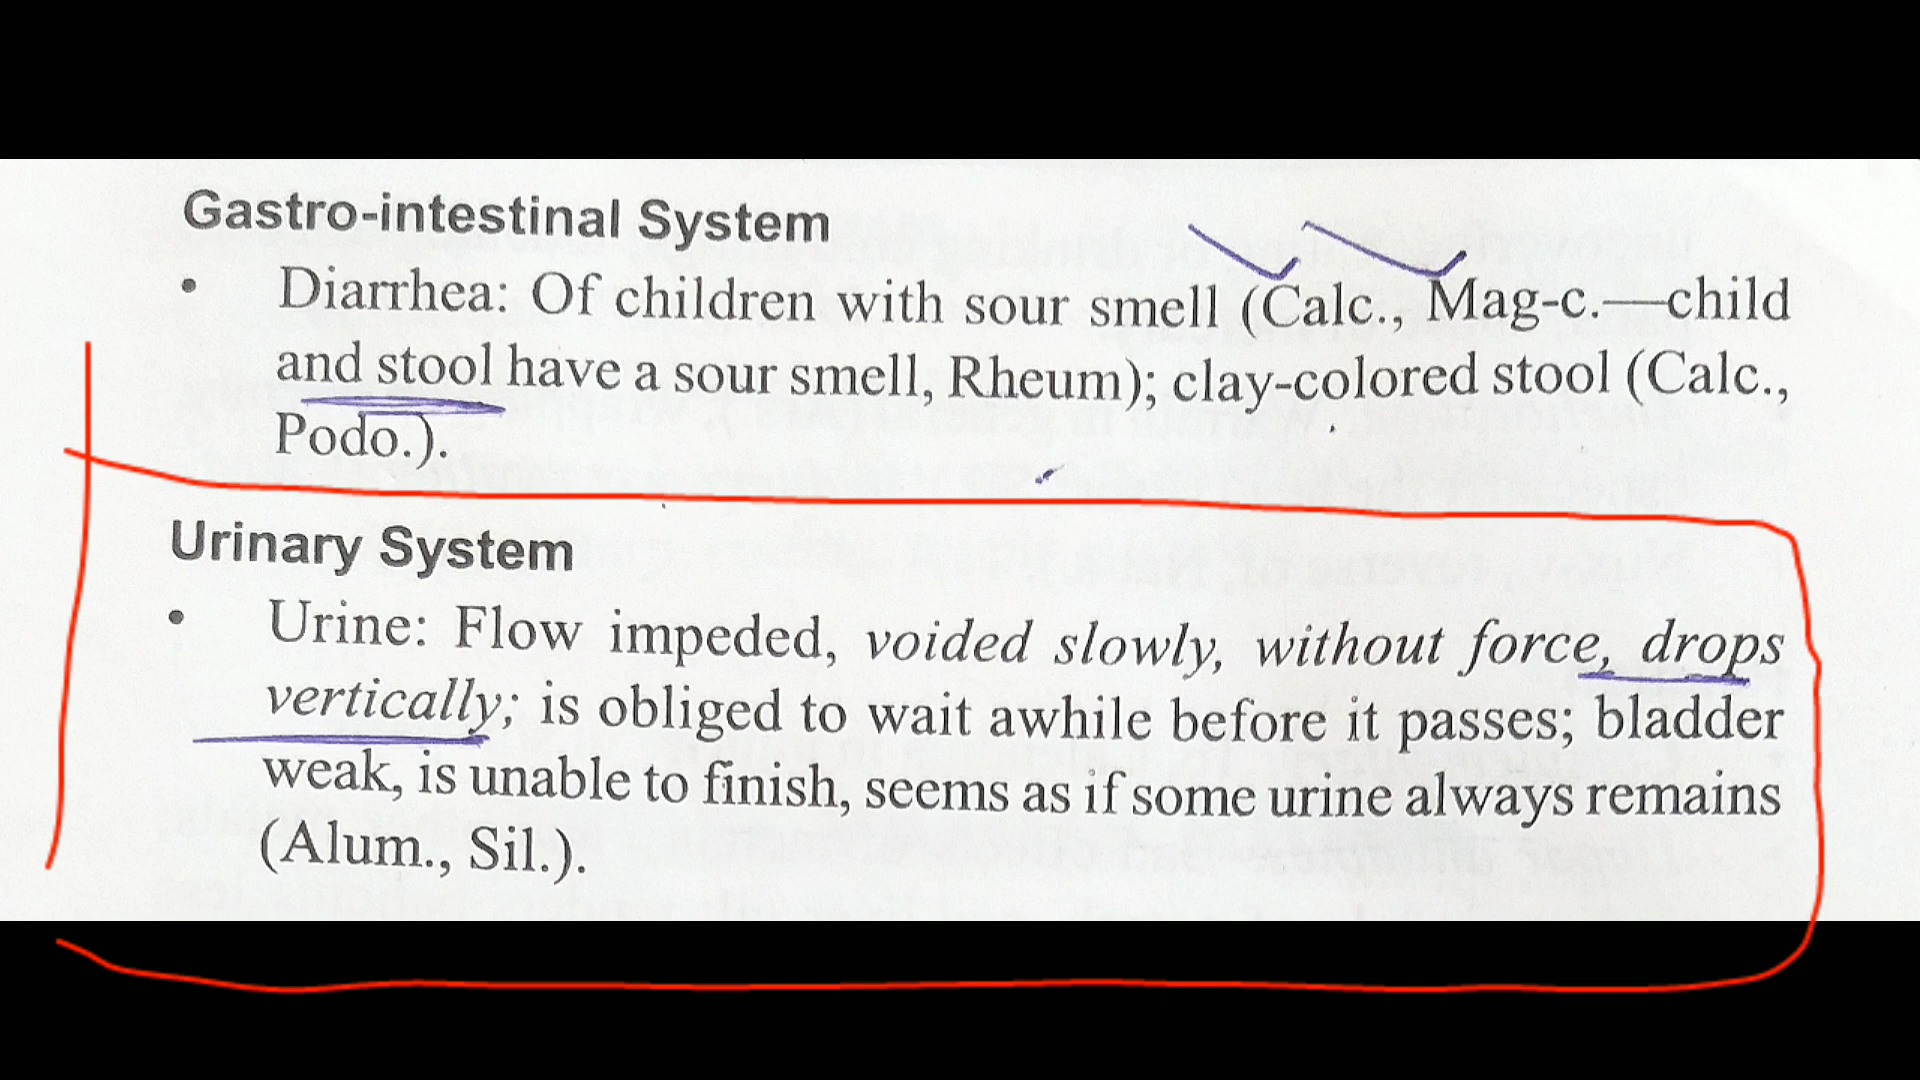 Gastro-intestinal System
• Diarrhea: Of children with sour smell (Calc., Mag-c.—child
and stool have a sour smell, Rheum); clay-colored stool (Calc.,
Podo.).
Urinary System
• Urine: Flow impeded, voided slowly, without force, drops
vertically; is obliged to wait awhile before it passes; bladder
weak, is unable to finish, seems as if some urine always remains
(Alum., Sil.).